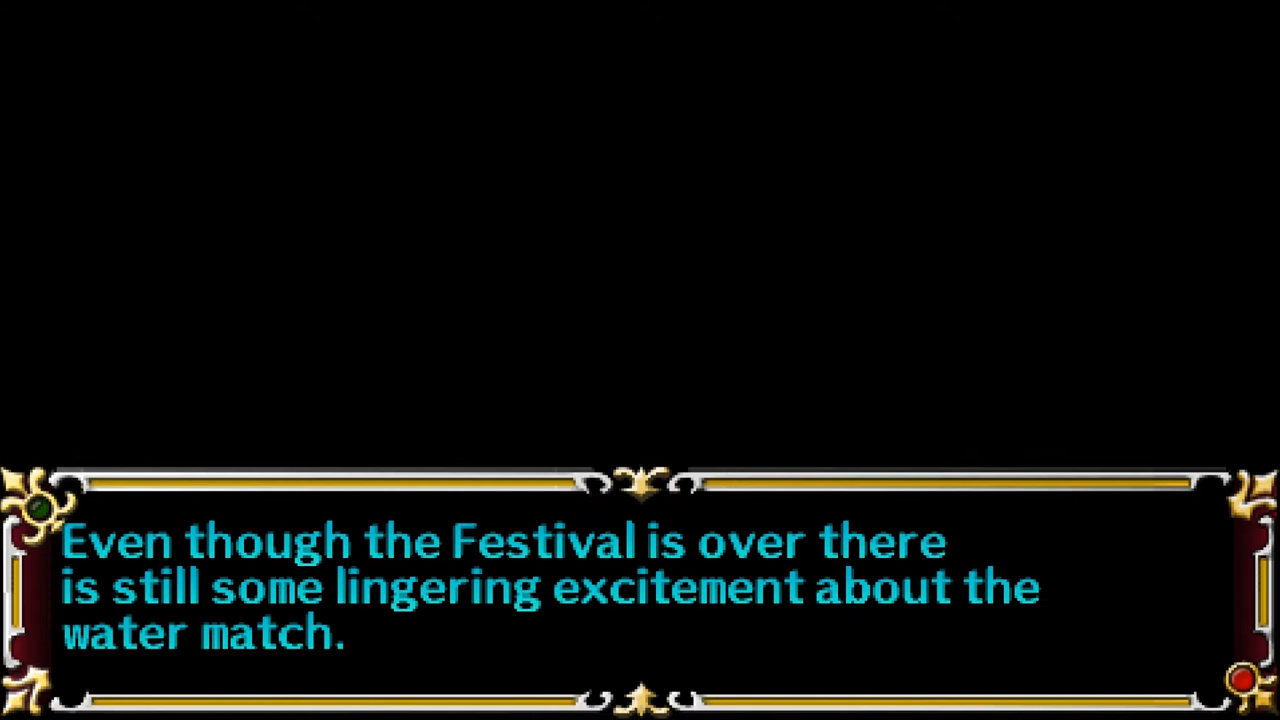 Even though the Festival is over there
is still some lingering excitement about the
water match.